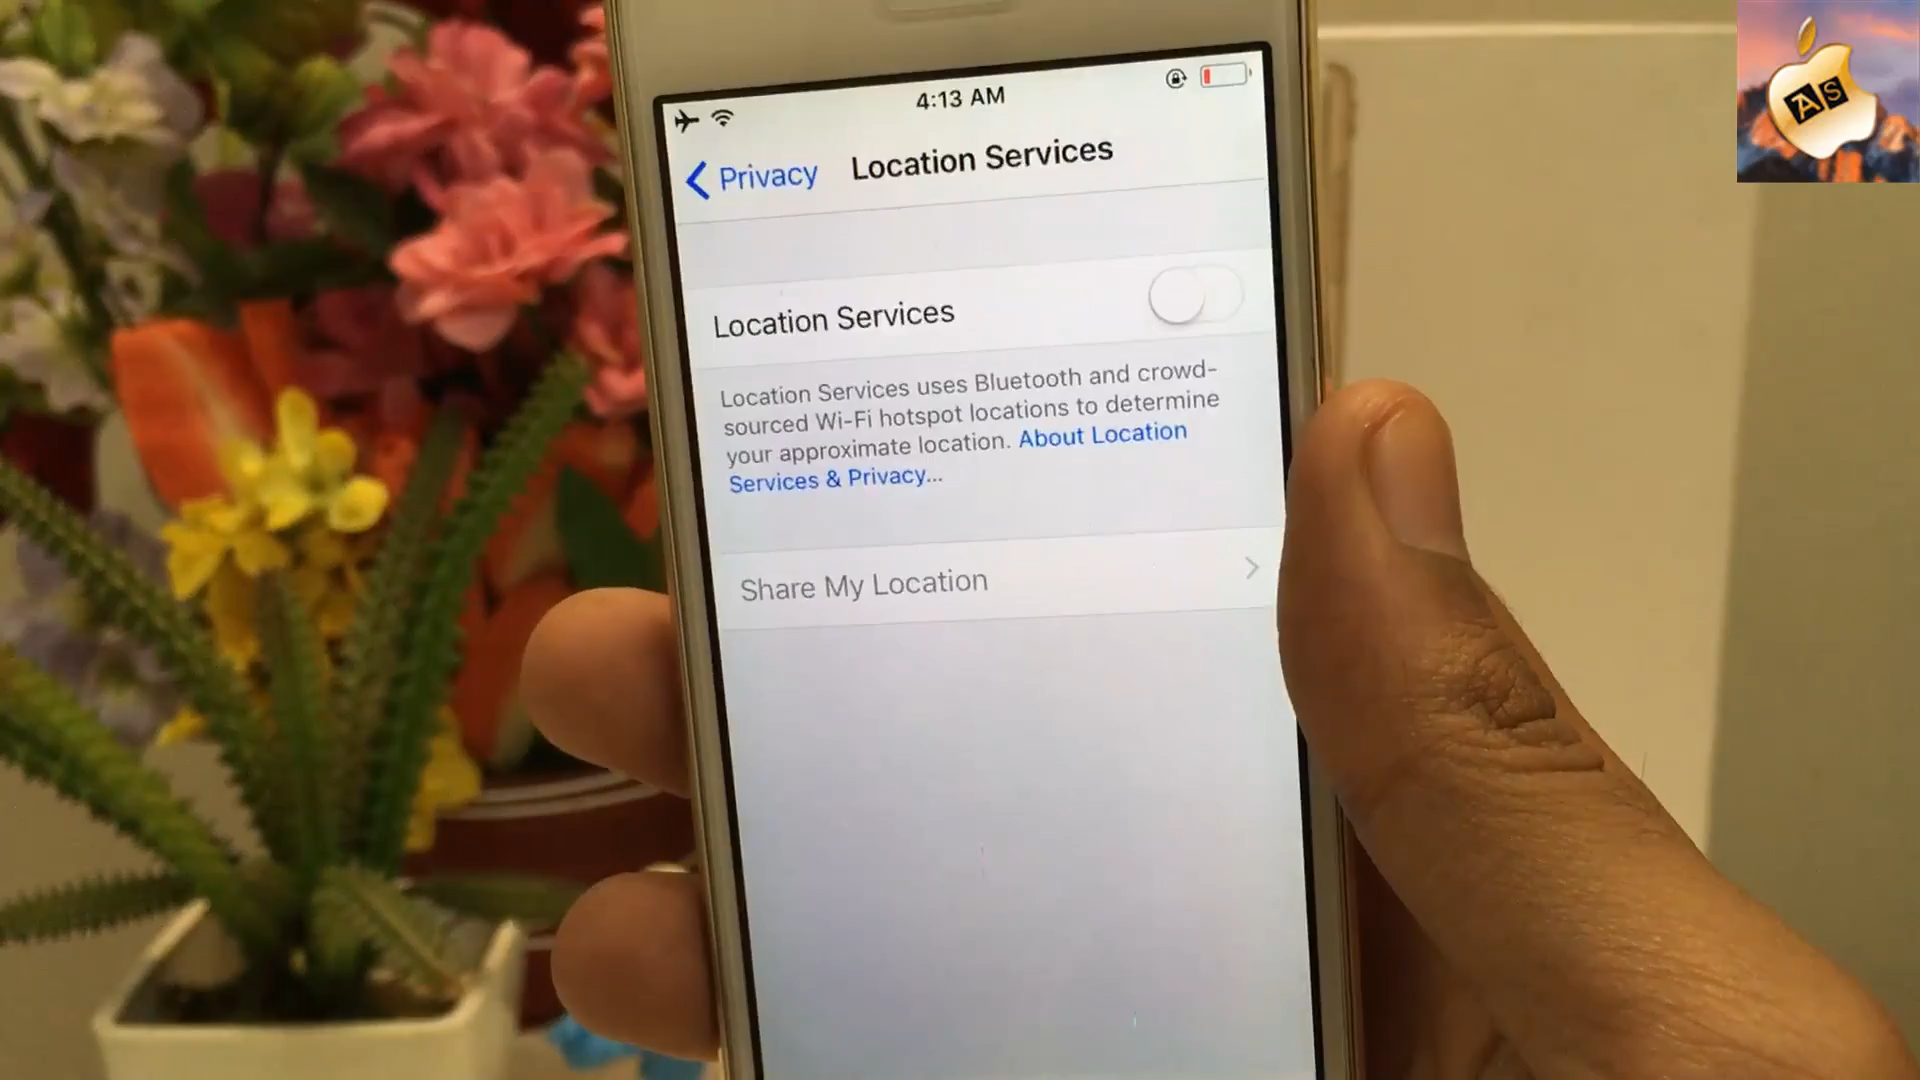 AS
4:13 AM
Privacy
Location Services
Location Services
Location Services uses Bluetooth and crowd-
sourced Wi-Fi hotspot locations to determine
your approximate location. About Location
Services & Privacy...
Share My Location